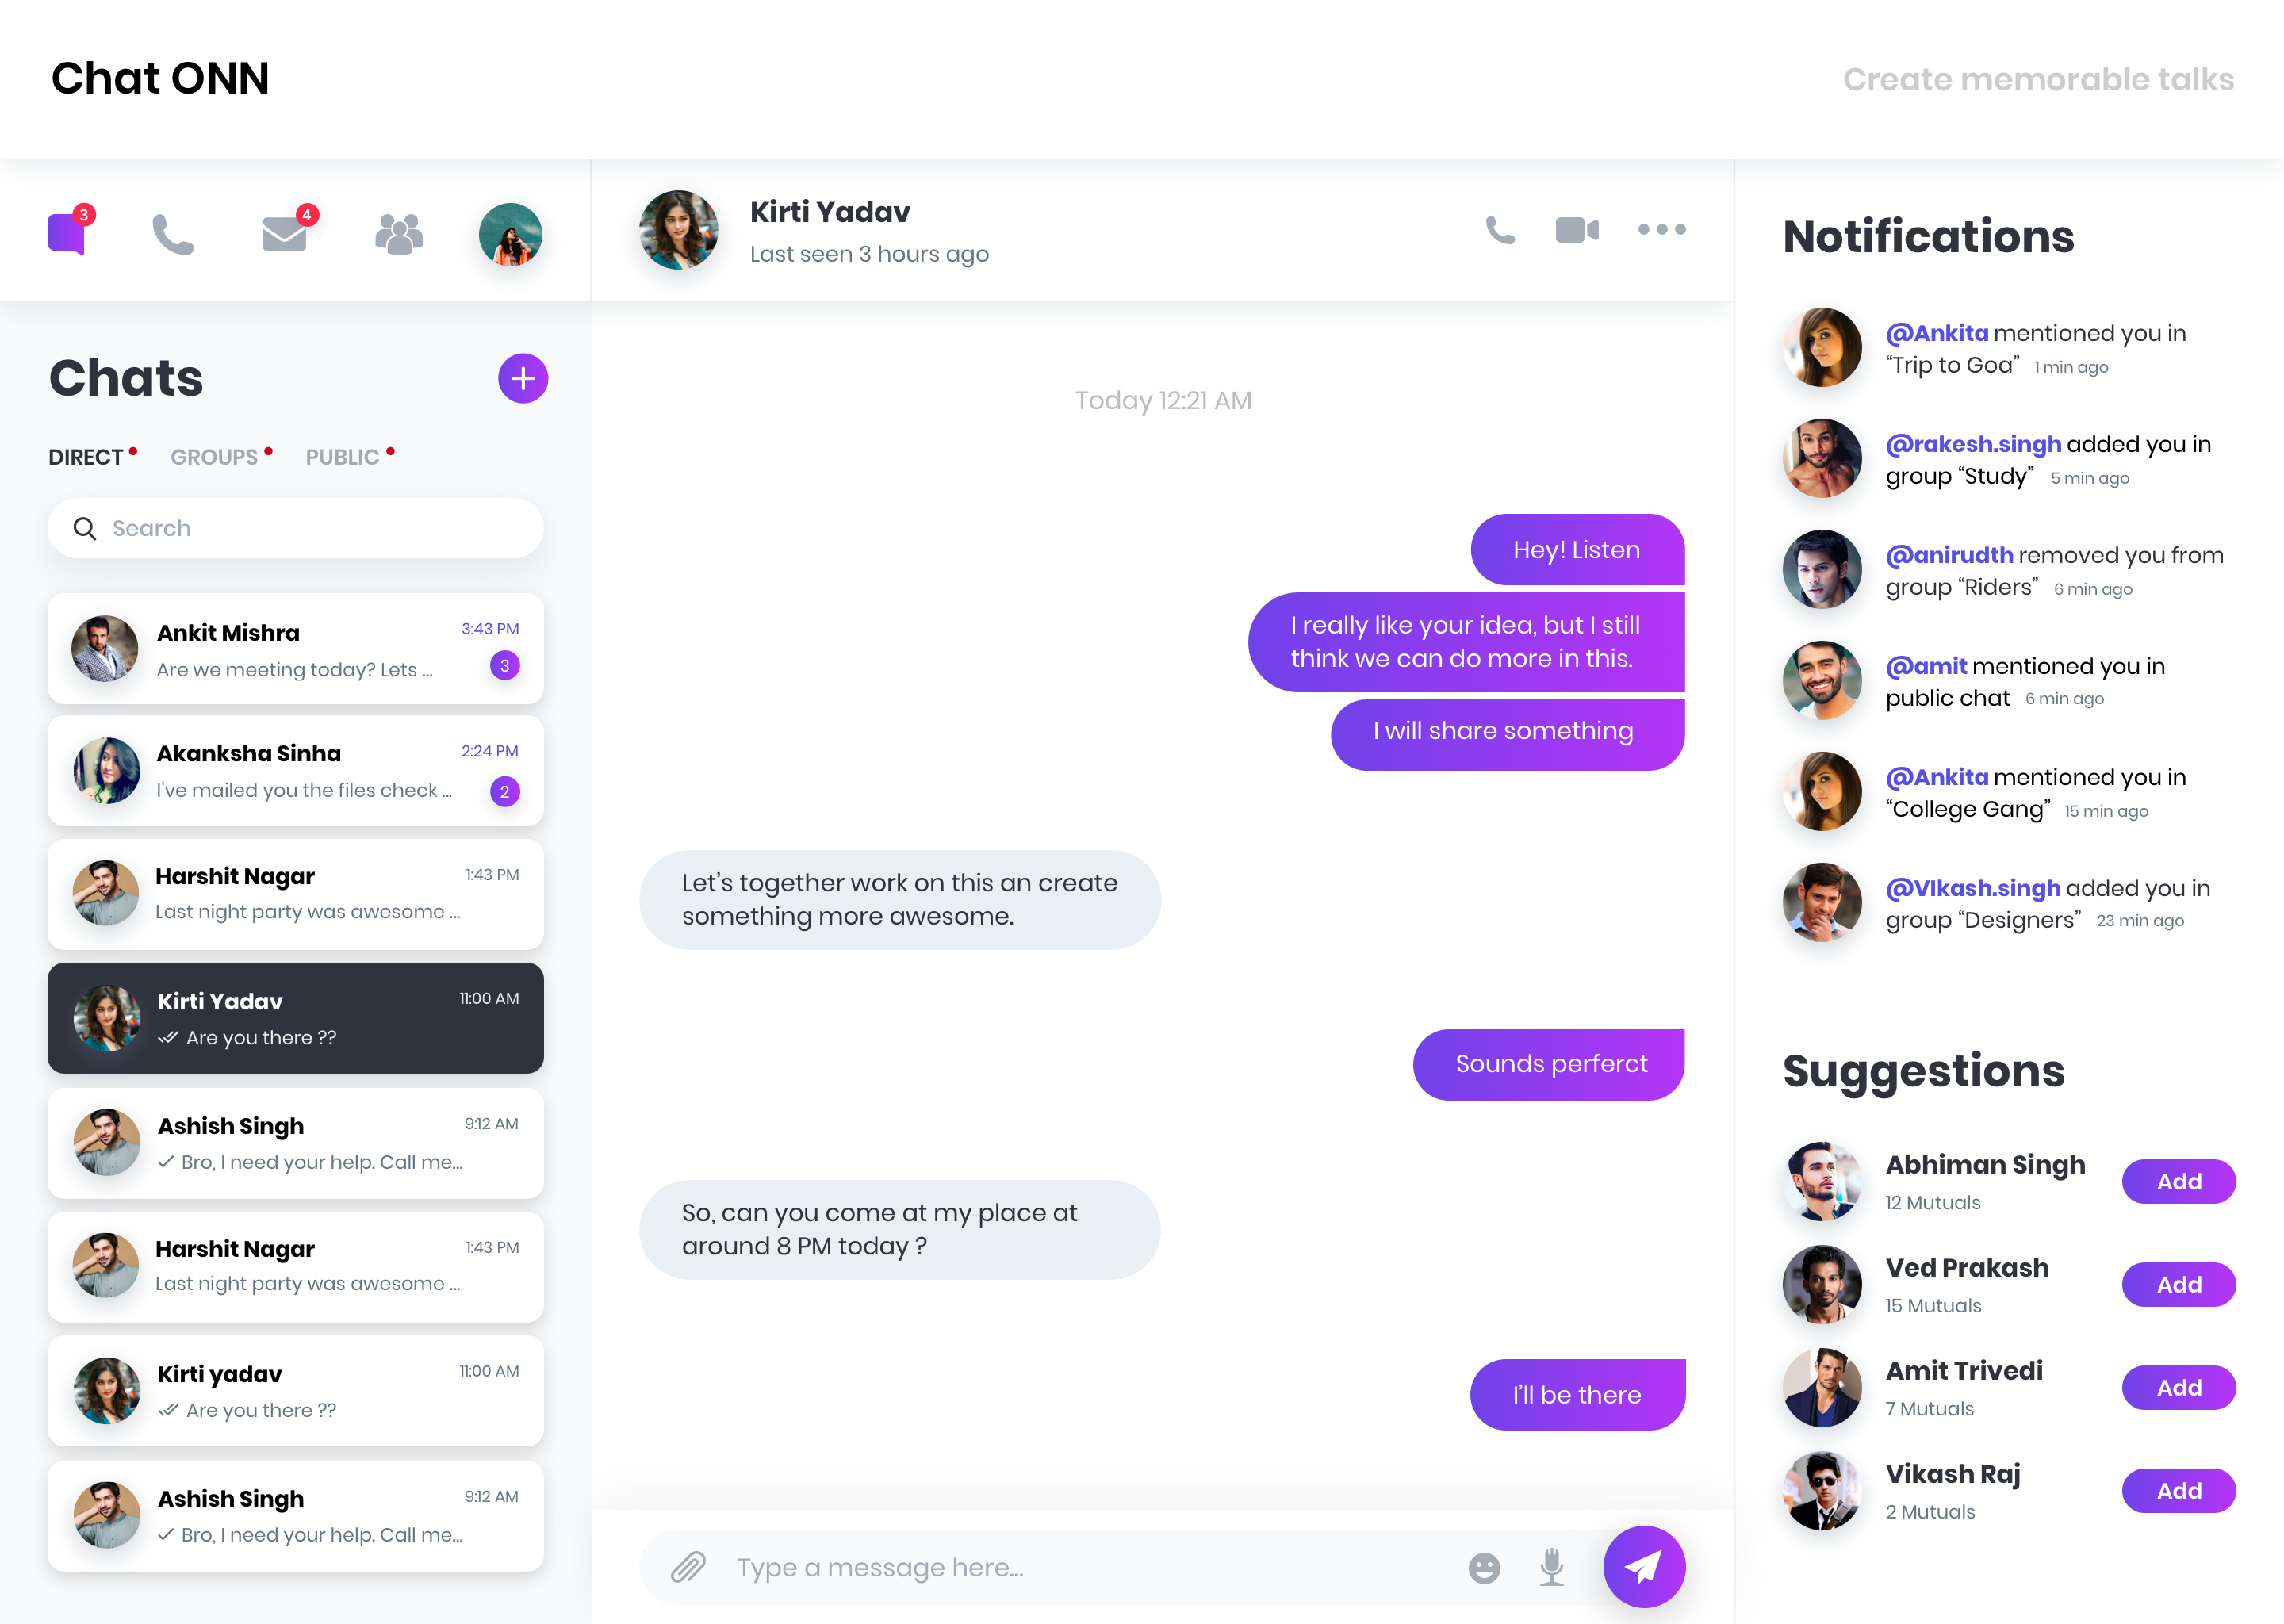 Chat ONN
Create memorable talks
3
4
Chats
DIRECT
GROUPS
PUBLIC
Search
Ankit Mishra
3:43 PM
Are we meeting today? Lets ...
3
Akanksha Sinha
2:24 PM
I've mailed you the files check ...
2
Harshit Nagar
1:43 PM
Last night party was awesome ...
Kirti Yadav
11:00 AM
Are you there ??
Ashish Singh
9:12 AM
Bro, I need your help. Call me...
Harshit Nagar
1:43 PM
Last night party was awesome ...
Kirti yadav
11:00 AM
Are you there ??
Ashish Singh
9:12 AM
Bro, I need your help. Call me...
Kirti Yadav
Last seen 3 hours ago
Today 12:21 AM
Hey! Listen
I really like your idea, but I still
think we can do more in this.
I will share something
Let’s together work on this an create
something more awesome.
Sounds perferct
So, can you come at my place at
around 8 PM today ?
I’ll be there
Type a message here...
Notifications
@Ankita mentioned you in
“Trip to Goa” 1 min ago
@rakesh.singh added you in
group “Study” 5 min ago
@anirudth removed you from
group “Riders” 6 min ago
@amit mentioned you in
public chat 6 min ago
@Ankita mentioned you in
“College Gang” 15 min ago
@VIkash.singh added you in
group “Designers” 23 min ago
Suggestions
Abhiman Singh
12 Mutuals
Add
Ved Prakash
15 Mutuals
Add
Amit Trivedi
7 Mutuals
Add
Vikash Raj
2 Mutuals
Add